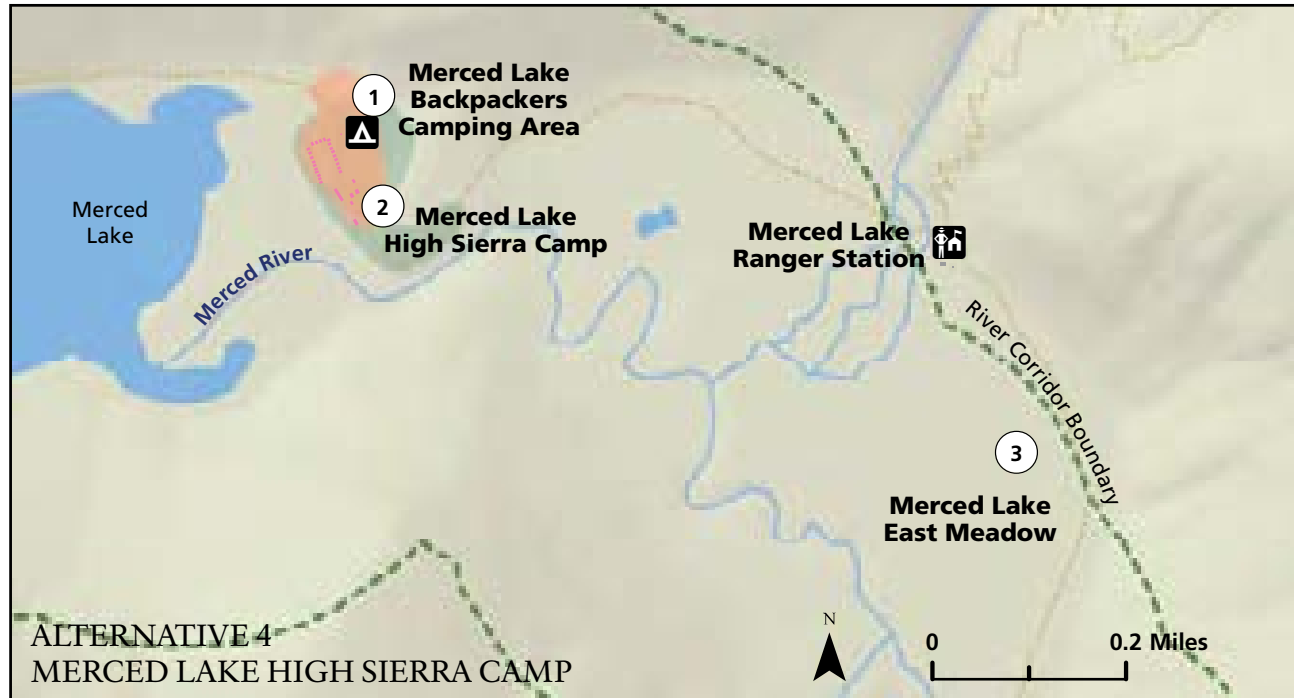 1
Merced Lake
Backpackers
Camping Area
Merced
Lake
2
Merced Lake
High Sierra Camp
Merced River
Merced Lake
Ranger Station
River Corridor Boundary
3
Merced Lake
East Meadow
ALTERNATIVE 4
MERCED LAKE HIGH SIERRA CAMP
N
0
0.2 Miles